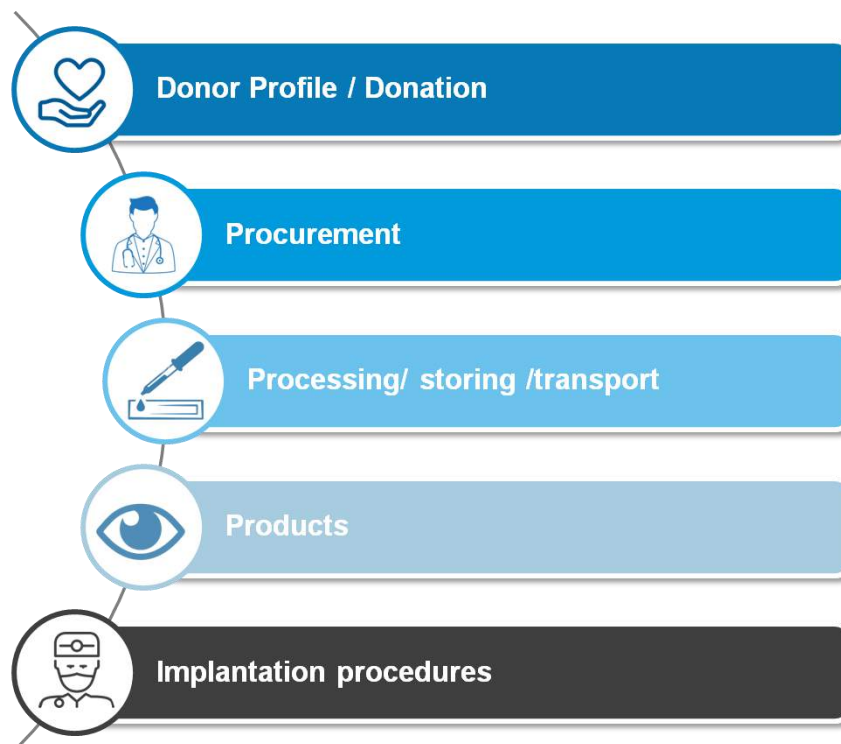 Donor Profile / Donation
Procurement
Processing/ storing /transport
Products
Implantation procedures